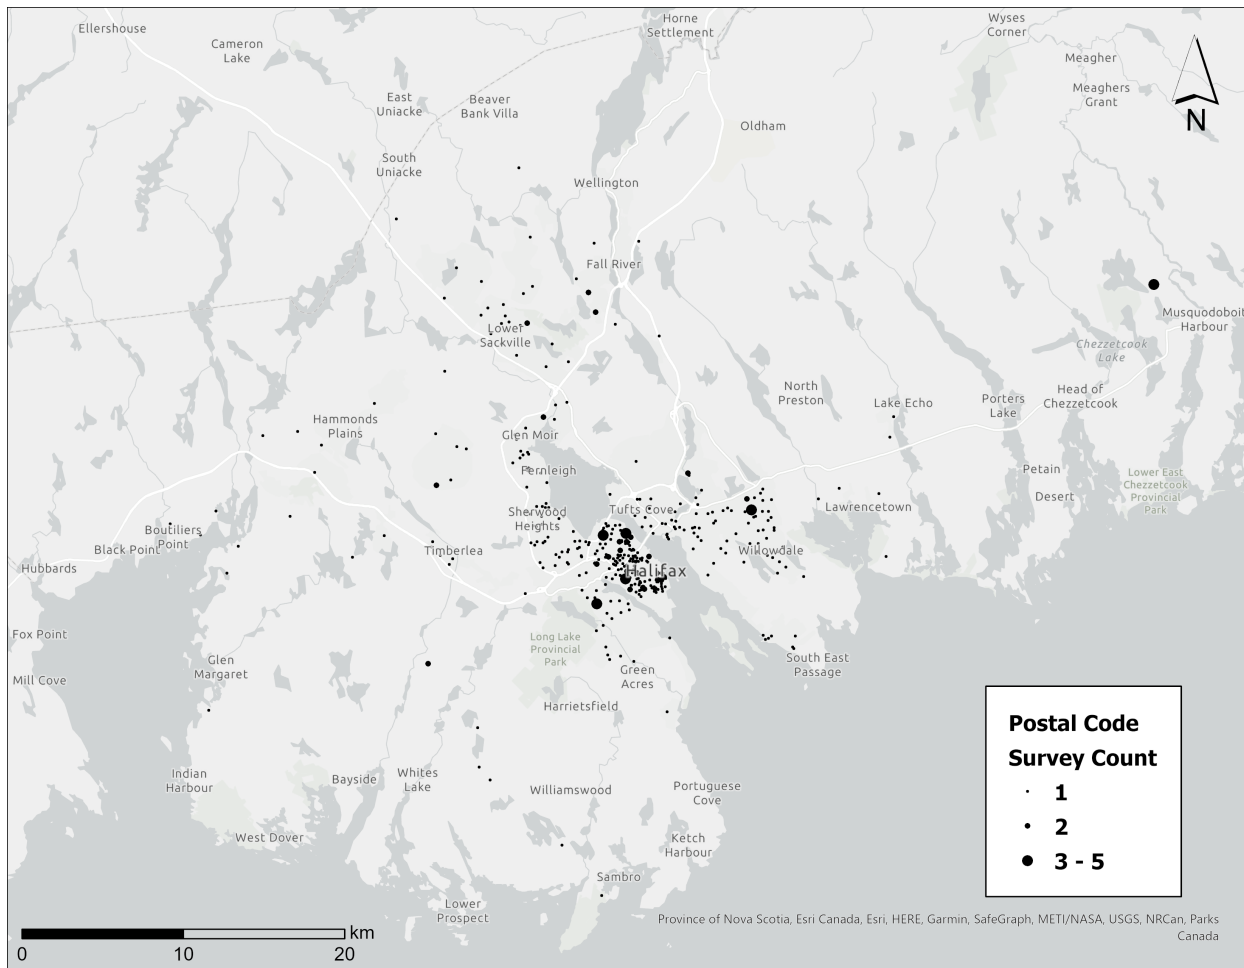 Ellershouse
Cameron
Lake
Horne
Settlement
Wyses
Corner
Meagher
Meaghers
Grant
N
East
Uniacke
Beaver
Bank Villa
Oldham
South
Uniacke
Wellington
Fall River
Musquodoboit
Harbour
Lower
Sackville
Chezzetcook
Lake
North
Preston
Lake Echo
Porters
Lake
Head of
Chezzetcook
Hammonds
Plains
Glen Moir
Fernleigh
Petain
Desert
Lower East
Chezzetcook
Provincial
Park
Sherwood
Heights
Tufts Cove
Lawrencetown
Boutiliers
Point
Black Point
Timberlea
Willowdale
Hubbards
Halifax
Fox Point
Long Lake
Provincial
Park
Glen
Margaret
Mill Cove
Green
Acres
South East
Passage
Harrietsfield
Indian
Harbour
Bayside
Whites
Lake
Williamswood
Portuguese
Cove
West Dover
Ketch
Harbour
Sambro
Lower
Prospect
Postal Code
Survey Count
1
2
3 - 5
Province of Nova Scotia, Esri Canada, Esri, HERE, Garmin, SafeGraph, METI/NASA, USGS, NRCan, Parks
Canada
km
0 10 20